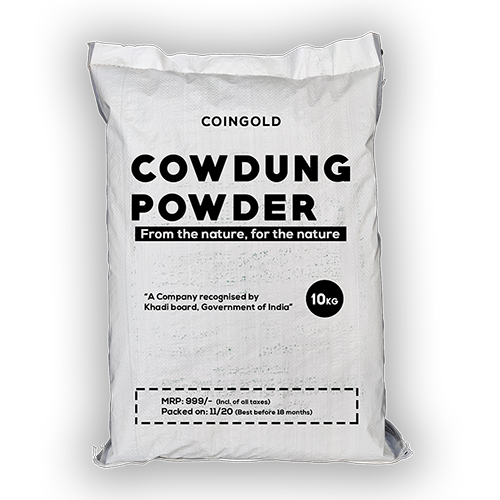 COINGOLD
COWDUNG
POWDER
From the nature, for the nature
"A Company recognised by
Khadi board, Government of India"
10KG
MRP: 999/- (Incl. of all taxes)
Packed on: 11/20 (Best before 18 months)